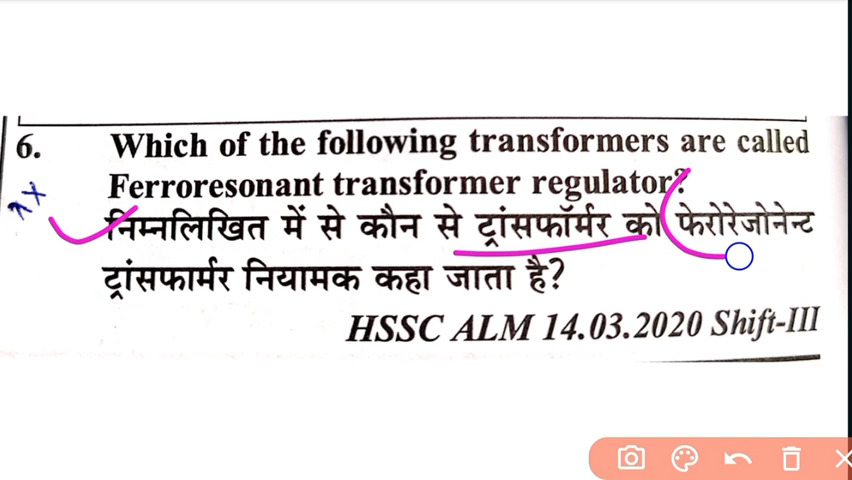 6. Which of the following transformers are called
Ferroresonant transformer regulator?
निम्नलिखित में से कौन से ट्रांसफॉर्मर को फेरोरेजोनेन्ट
ट्रांसफार्मर नियामक कहा जाता है?
HSSC ALM 14.03.2020 Shift-III